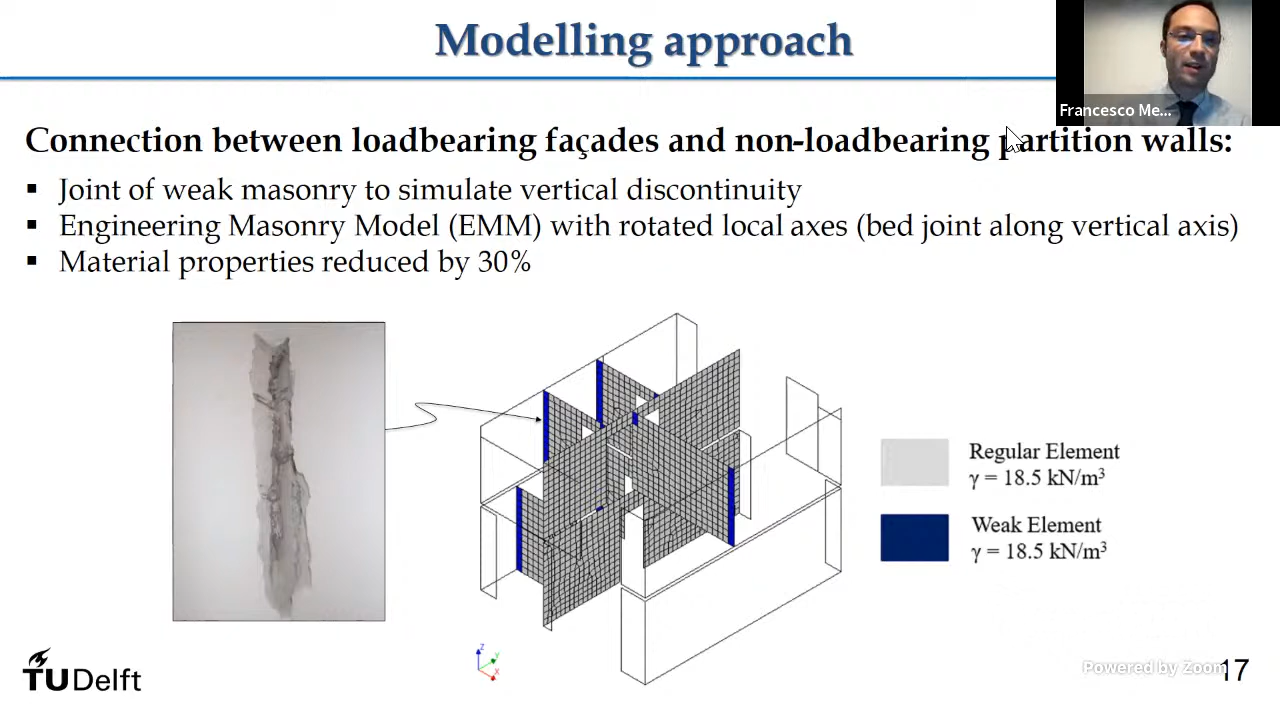 Modelling approach
Francesco Me...
Connection between loadbearing façades and non-loadbearing partition walls:
▪ Joint of weak masonry to simulate vertical discontinuity
▪ Engineering Masonry Model (EMM) with rotated local axes (bed joint along vertical axis)
▪ Material properties reduced by 30%
Regular Element
γ = 18.5 kN/m³
Weak Element
γ = 18.5 kN/m³
Z
Y
X
TUDelft
Powered by Zoom
17